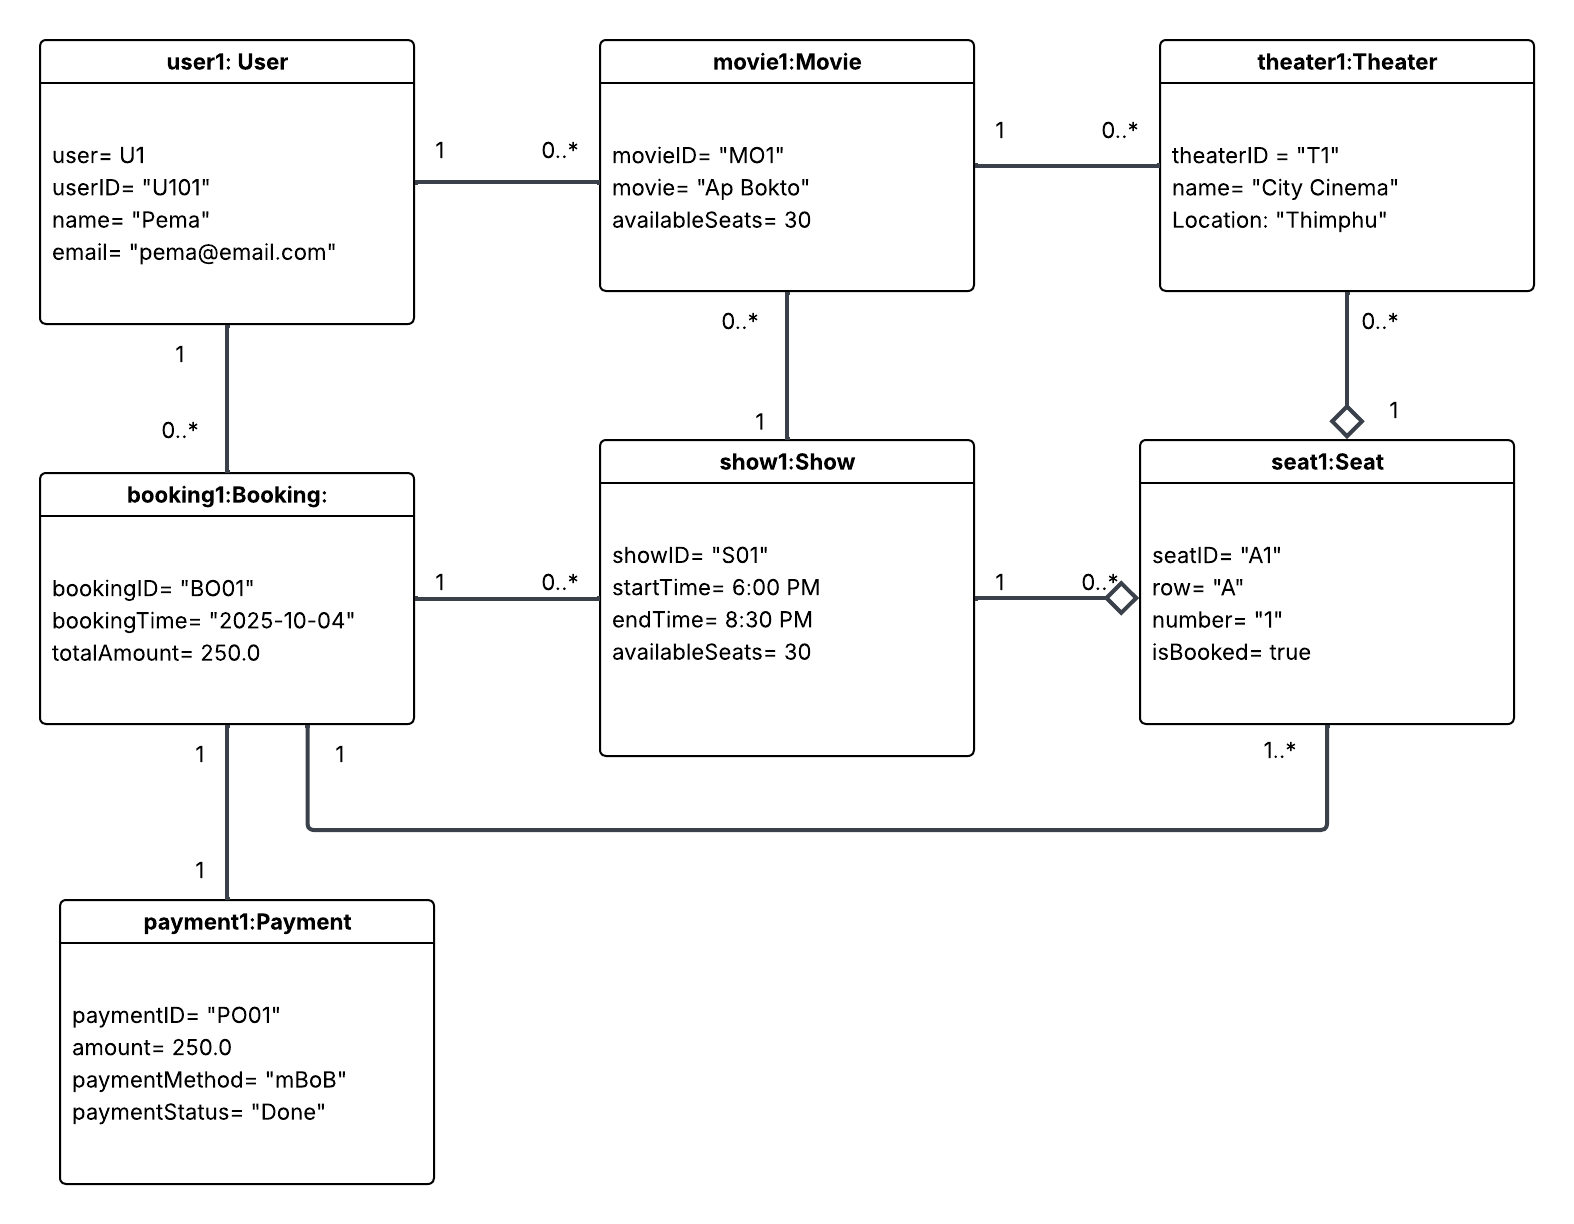 user1: User
user= U1
userID= "U101"
name= "Pema"
email= "pema@email.com"
1
0..*
movie1:Movie
movieID= "MO1"
movie= "Ap Bokto"
availableSeats= 30
1
0..*
theater1:Theater
theaterID = "T1"
name= "City Cinema"
Location: "Thimphu"
1
0..*
0..*
1
0..*
1
booking1:Booking:
bookingID= "BO01"
bookingTime= "2025-10-04"
totalAmount= 250.0
1
0..*
show1:Show
showID= "S01"
startTime= 6:00 PM
endTime= 8:30 PM
availableSeats= 30
1
0..*
seat1:Seat
seatID= "A1"
row= "A"
number= "1"
isBooked= true
1
1
1..*
1
payment1:Payment
paymentID= "PO01"
amount= 250.0
paymentMethod= "mBoB"
paymentStatus= "Done"